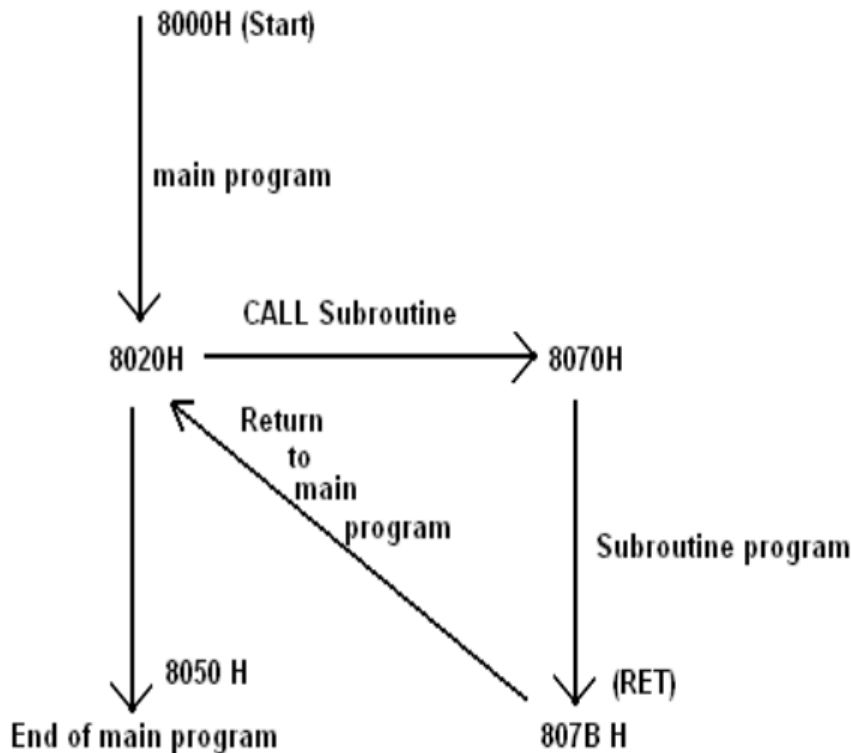 8000H (Start)
main program
CALL Subroutine
8020H
8070H
Return
to
main
program
Subroutine program
8050 H
(RET)
End of main program
807B H